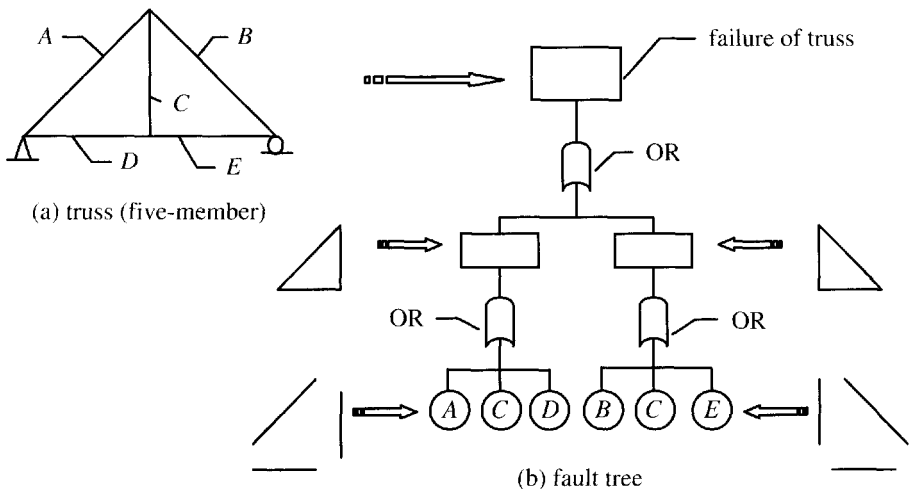 A
B
C
D
E
(a) truss (five-member)
failure of truss
OR
OR
OR
A
C
D
B
C
E
(b) fault tree